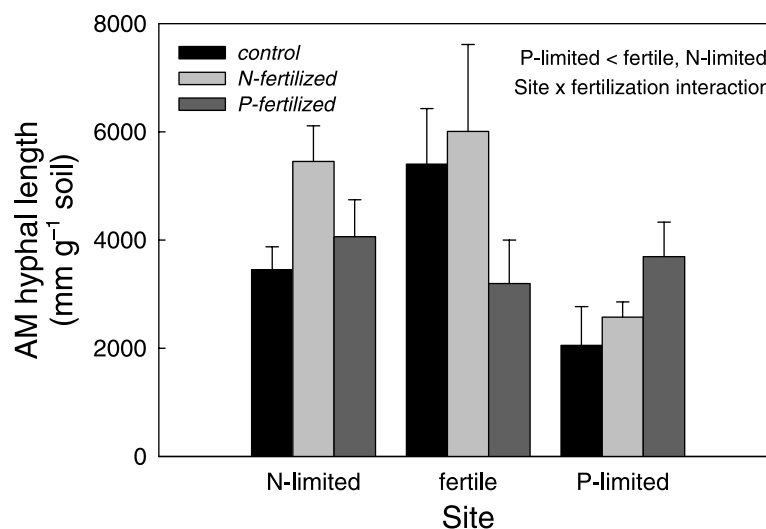 8000
6000
4000
2000
0
AM hyphal length
(mm g⁻¹ soil)
control
N-fertilized
P-fertilized
P-limited < fertile, N-limited
Site x fertilization interaction
N-limited fertile P-limited
Site